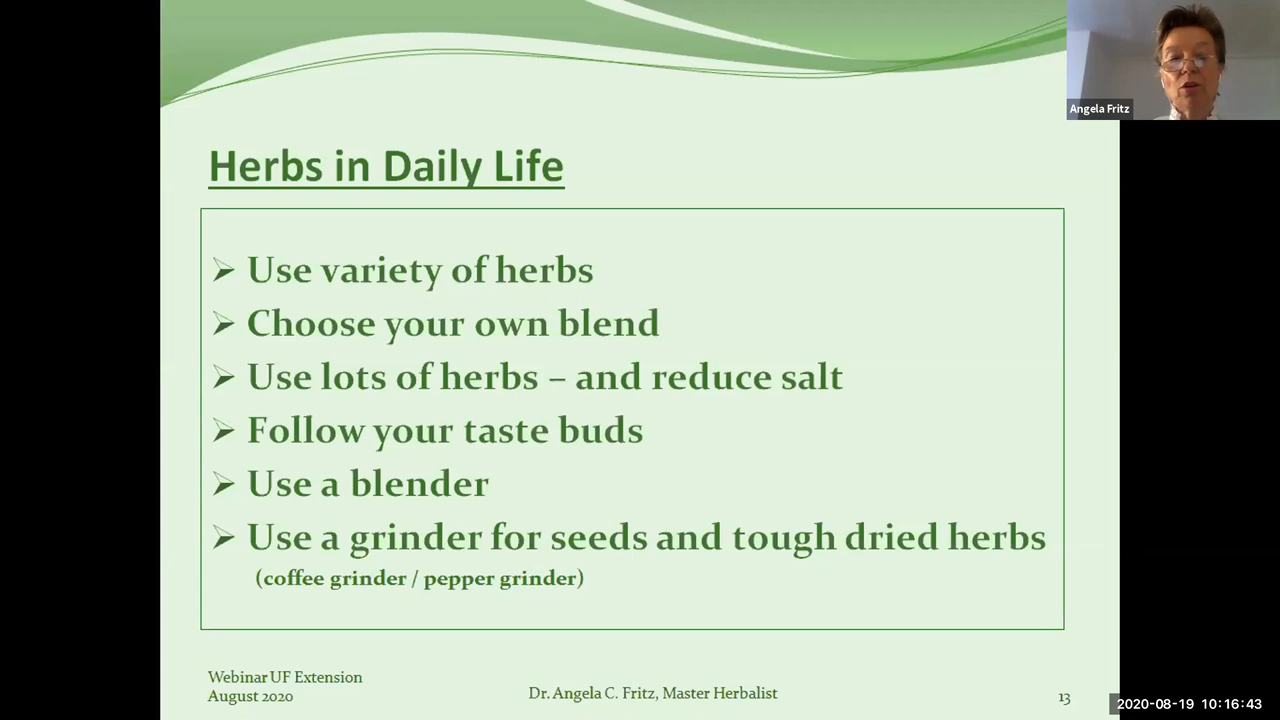 Angela Fritz
Herbs in Daily Life
➢ Use variety of herbs
➢ Choose your own blend
➢ Use lots of herbs – and reduce salt
➢ Follow your taste buds
➢ Use a blender
➢ Use a grinder for seeds and tough dried herbs
(coffee grinder / pepper grinder)
Webinar UF Extension
August 2020
Dr. Angela C. Fritz, Master Herbalist
13
2020-08-19 10:16:43